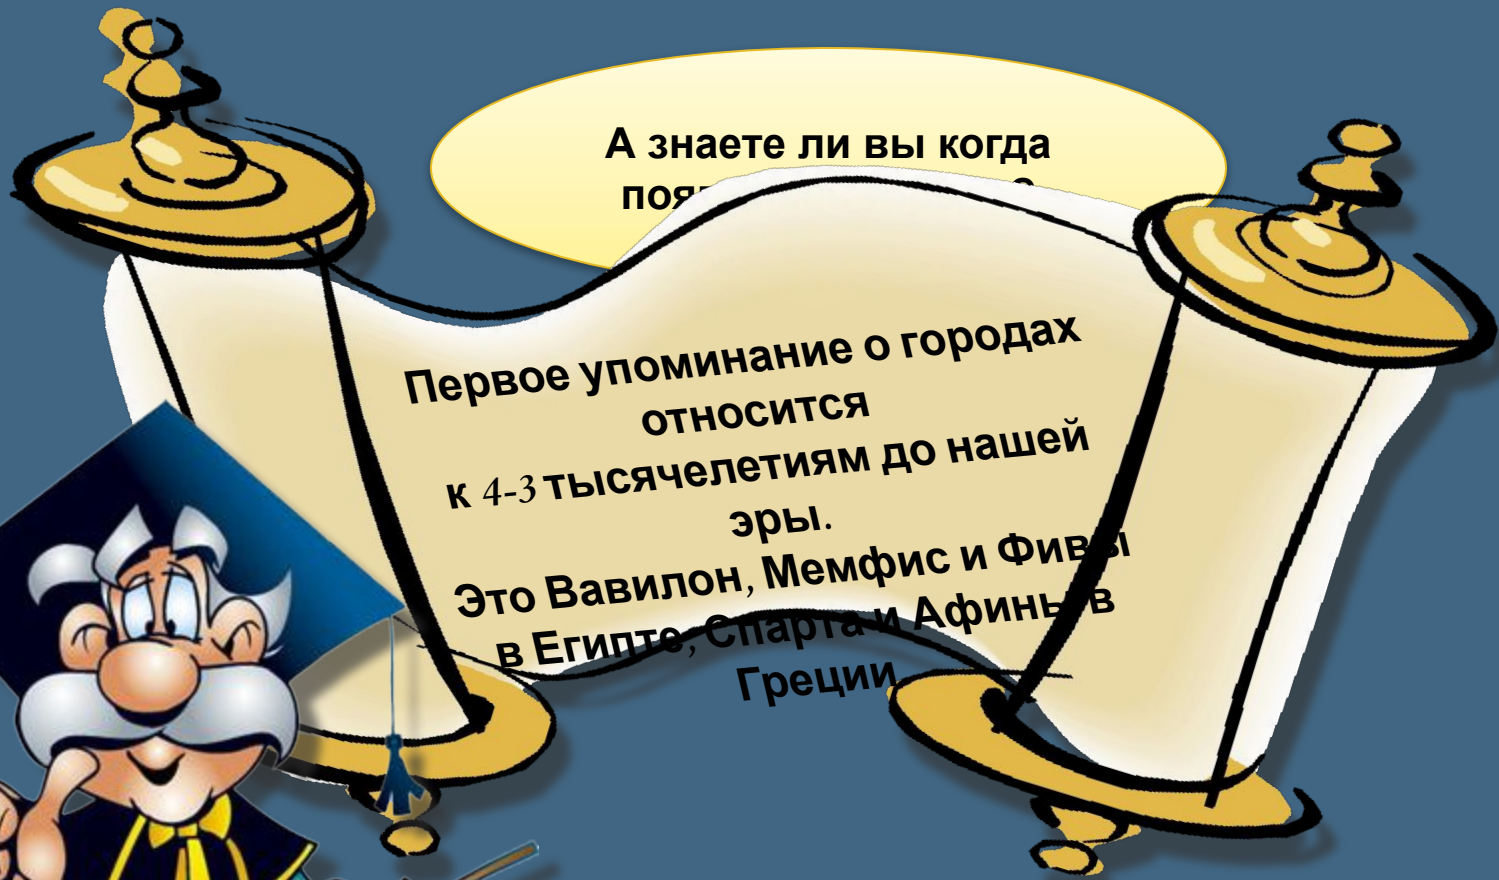 А знаете ли вы когда
Первое упоминание о городах
относится
к 4-3 тысячелетиям до нашей
эры.
Это Вавилон, Мемфис и Фивы
в Египте, Спарта и Афины в
Греции